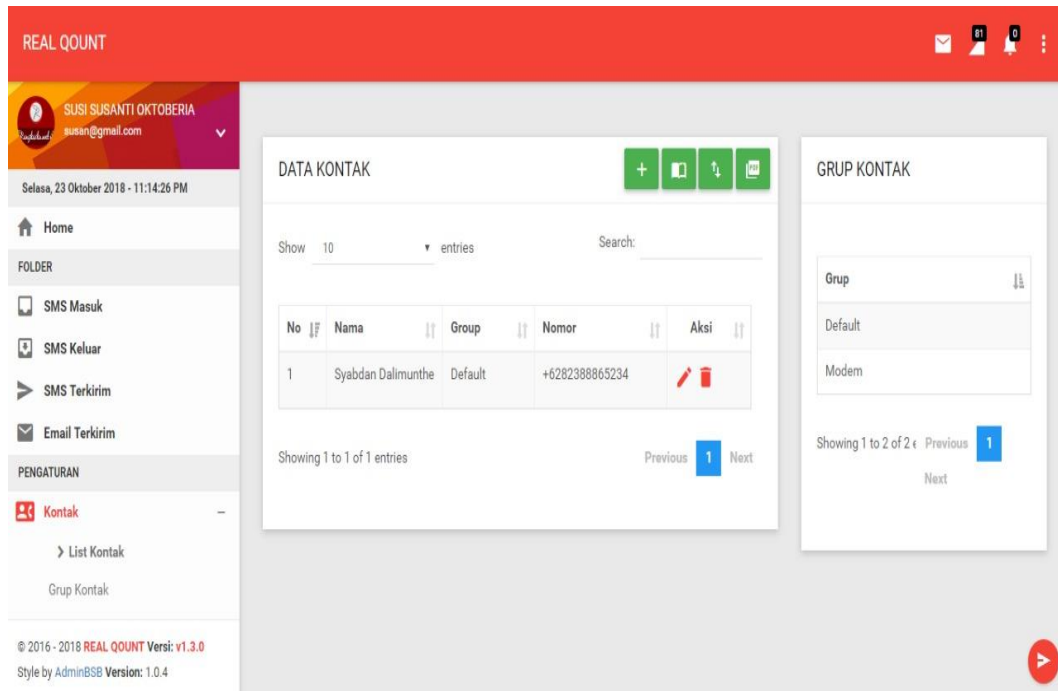 REAL QOUNT
81
0
SUSI SUSANTI OKTOBERIA
susan@gmail.com
Selasa, 23 Oktober 2018 - 11:14:26 PM
Home
FOLDER
SMS Masuk
SMS Keluar
SMS Terkirim
Email Terkirim
PENGATURAN
Kontak
List Kontak
Grup Kontak
© 2016 - 2018 REAL QOUNT Versi: v1.3.0
Style by AdminBSB Version: 1.0.4
DATA KONTAK
PDF
Show 10 entries Search:
No Nama Group Nomor Aksi
1 Syabdan Dalimunthe Default +6282388865234
Showing 1 to 1 of 1 entries Previous 1 Next
GRUP KONTAK
Grup
Default
Modem
Showing 1 to 2 of 2 e Previous 1
Next